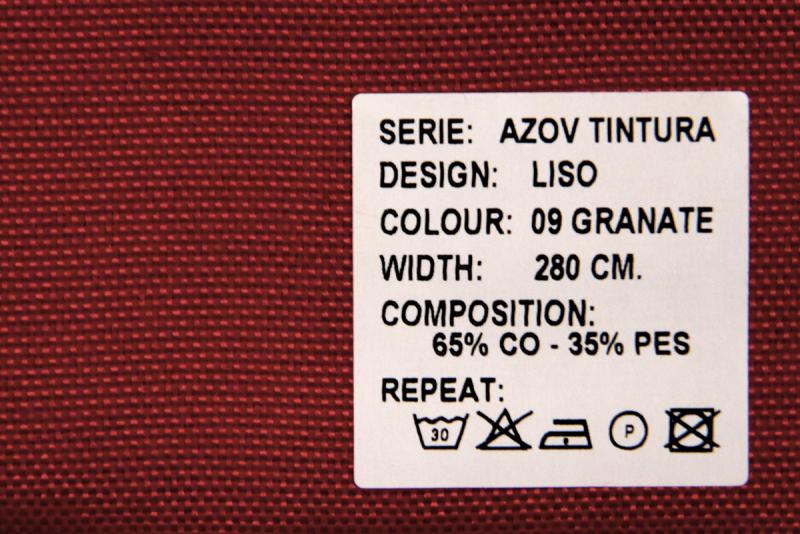 SERIE: AZOV TINTURA
DESIGN: LISO
COLOUR: 09 GRANATE
WIDTH: 280 CM.
COMPOSITION:
65% CO - 35% PES
REPEAT:
30 P